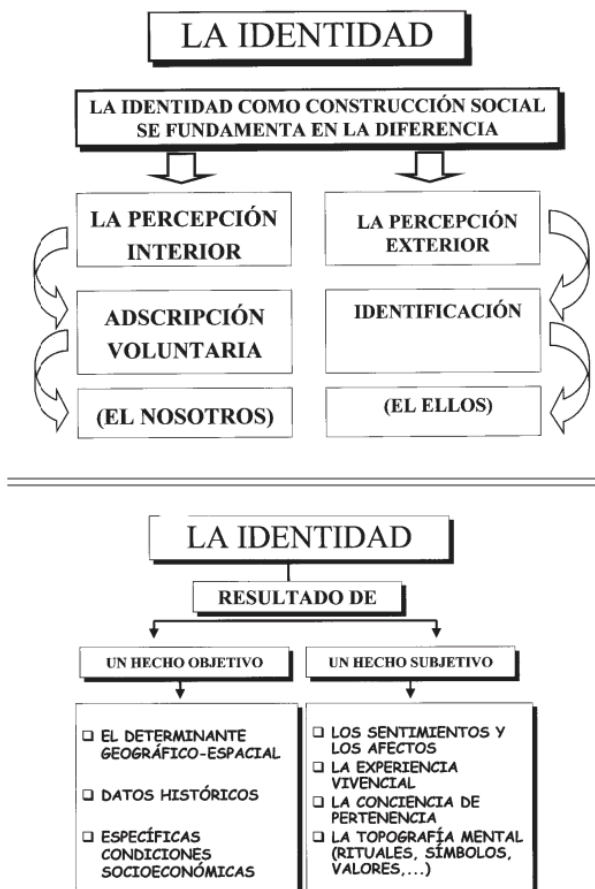 LA IDENTIDAD
LA IDENTIDAD COMO CONSTRUCCIÓN SOCIAL
SE FUNDAMENTA EN LA DIFERENCIA
LA PERCEPCIÓN
INTERIOR
ADSCRIPCIÓN
VOLUNTARIA
(EL NOSOTROS)
LA PERCEPCIÓN
EXTERIOR
IDENTIFICACIÓN
(EL ELLOS)
LA IDENTIDAD
RESULTADO DE
UN HECHO OBJETIVO
❑ EL DETERMINANTE
GEOGRÁFICO-ESPACIAL
❑ DATOS HISTÓRICOS
❑ ESPECÍFICAS
CONDICIONES
SOCIOECONÓMICAS
UN HECHO SUBJETIVO
❑ LOS SENTIMIENTOS Y
LOS AFECTOS
❑ LA EXPERIENCIA
VIVENCIAL
❑ LA CONCIENCIA DE
PERTENENCIA
❑ LA TOPOGRAFÍA MENTAL
(RITUALES, SÍMBOLOS,
VALORES,...)